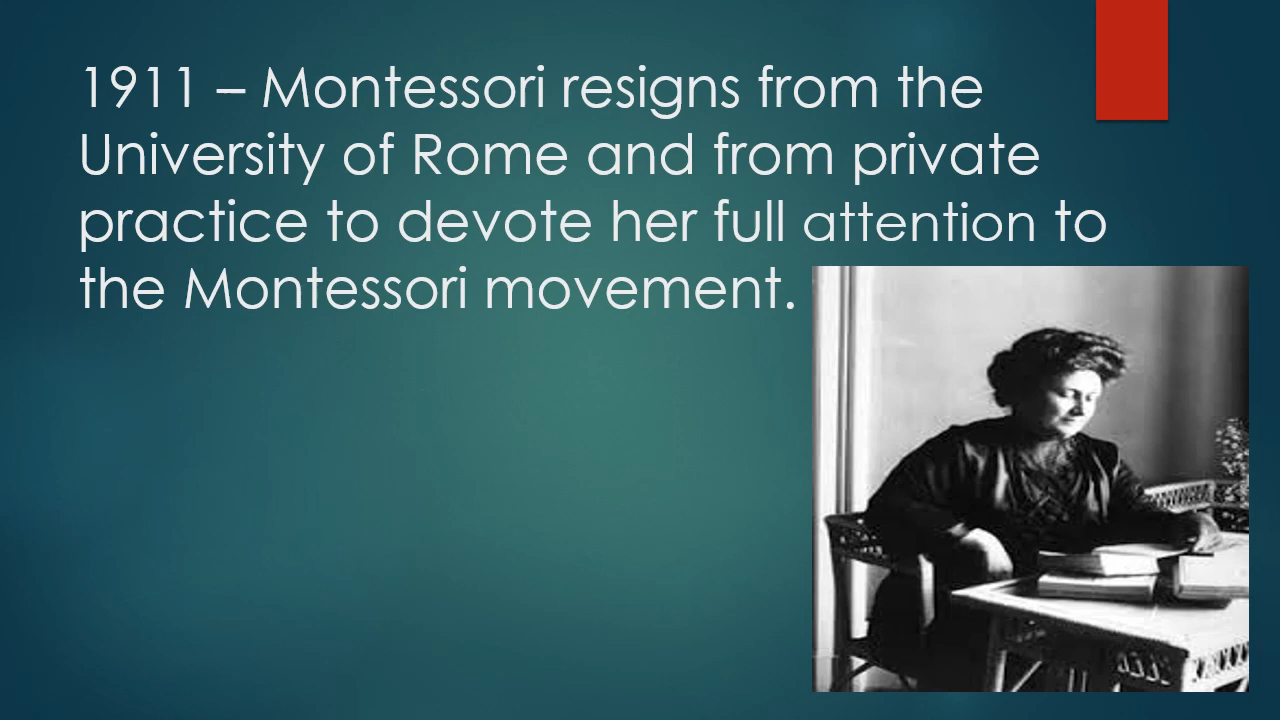 1911 – Montessori resigns from the
University of Rome and from private
practice to devote her full attention to
the Montessori movement.